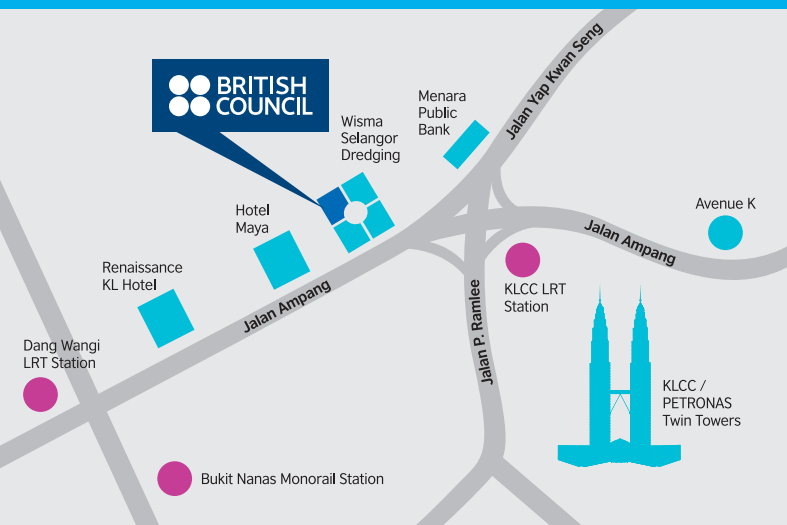 BRITISH
COUNCIL
Menara
Public
Bank
Jalan Yap Kwan Seng
Wisma
Selangor
Dredging
Hotel
Maya
Avenue K
Jalan Ampang
Renaissance
KL Hotel
Jalan Ampang
KLCC LRT
Station
Jalan P. Ramlee
Dang Wangi
LRT Station
KLCC /
PETRONAS
Twin Towers
Bukit Nanas Monorail Station